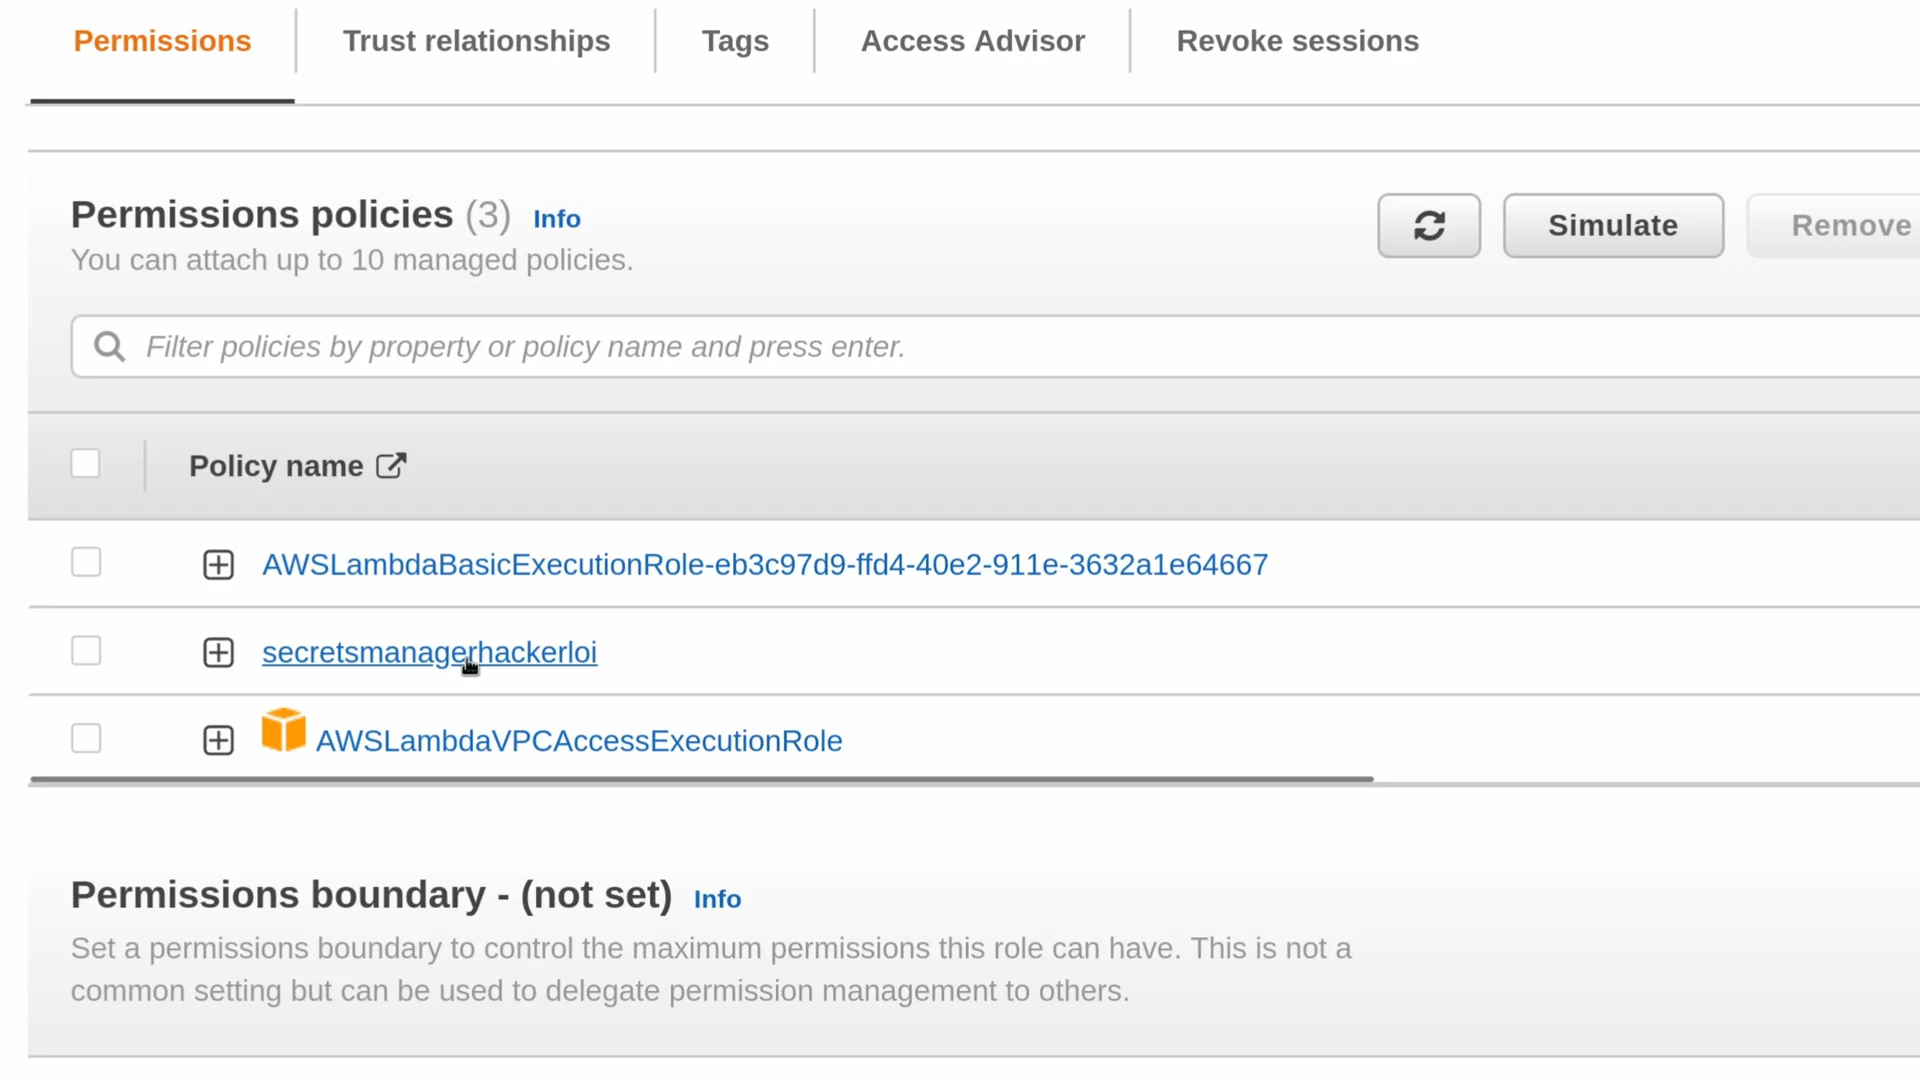 Permissions
Trust relationships
Tags
Access Advisor
Revoke sessions
Permissions policies (3) Info
You can attach up to 10 managed policies.
Simulate
Remove
Filter policies by property or policy name and press enter.
Policy name
AWSLambdaBasicExecutionRole-eb3c97d9-ffd4-40e2-911e-3632a1e64667
secretsmanagerhackerloi
AWSLambdaVPCAccessExecutionRole
Permissions boundary - (not set) Info
Set a permissions boundary to control the maximum permissions this role can have. This is not a
common setting but can be used to delegate permission management to others.